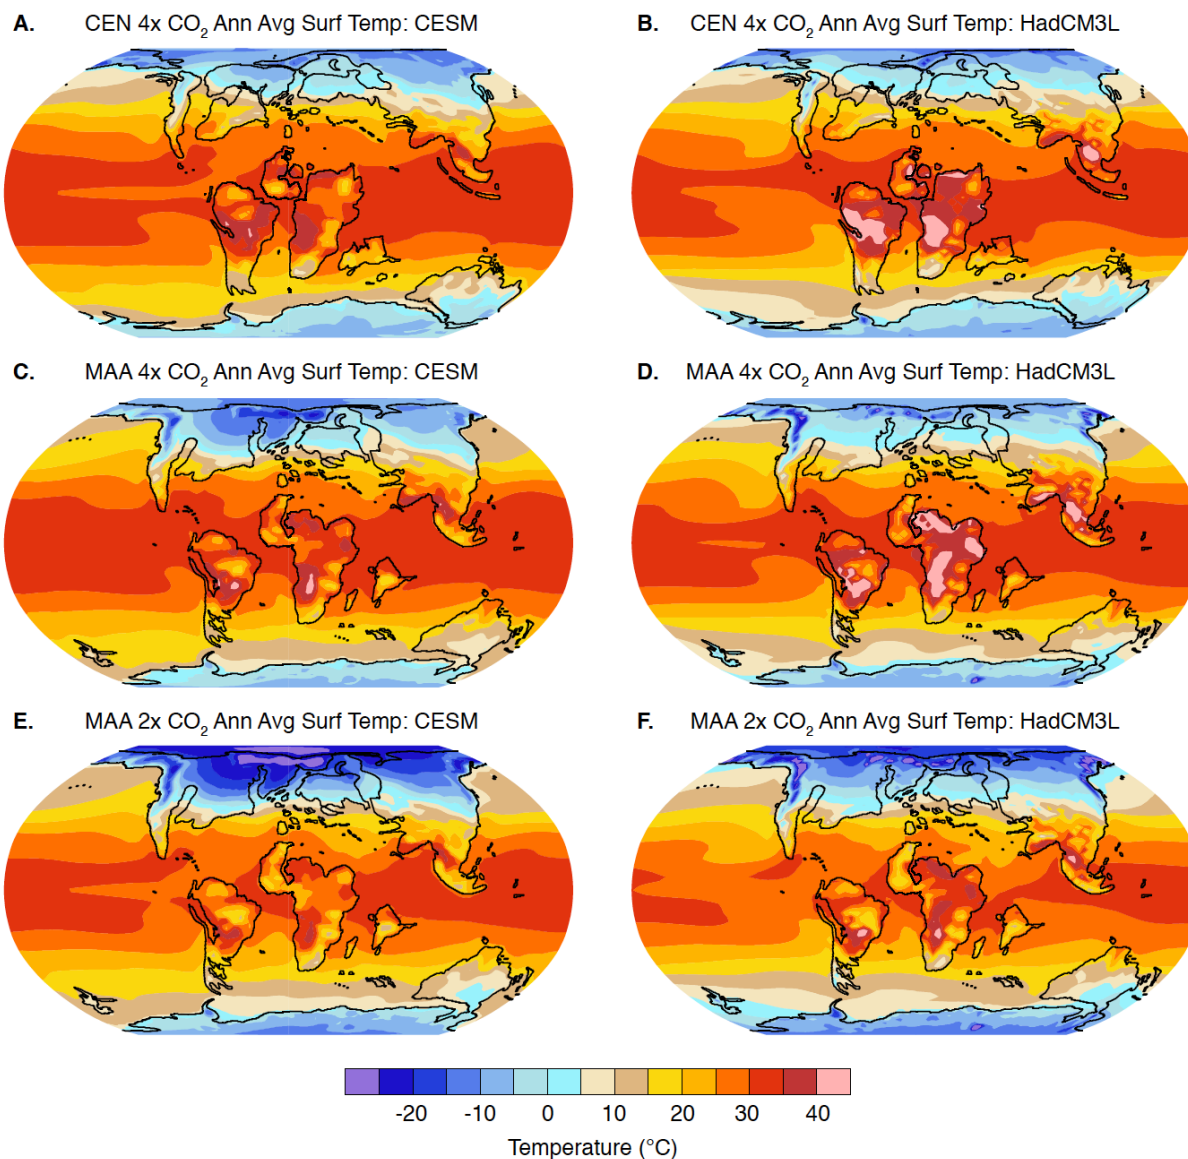 A. CEN 4x CO₂ Ann Avg Surf Temp: CESM
B. CEN 4x CO₂ Ann Avg Surf Temp: HadCM3L
C. MAA 4x CO₂ Ann Avg Surf Temp: CESM
D. MAA 4x CO₂ Ann Avg Surf Temp: HadCM3L
E. MAA 2x CO₂ Ann Avg Surf Temp: CESM
F. MAA 2x CO₂ Ann Avg Surf Temp: HadCM3L
-20 -10 0 10 20 30 40
Temperature (°C)